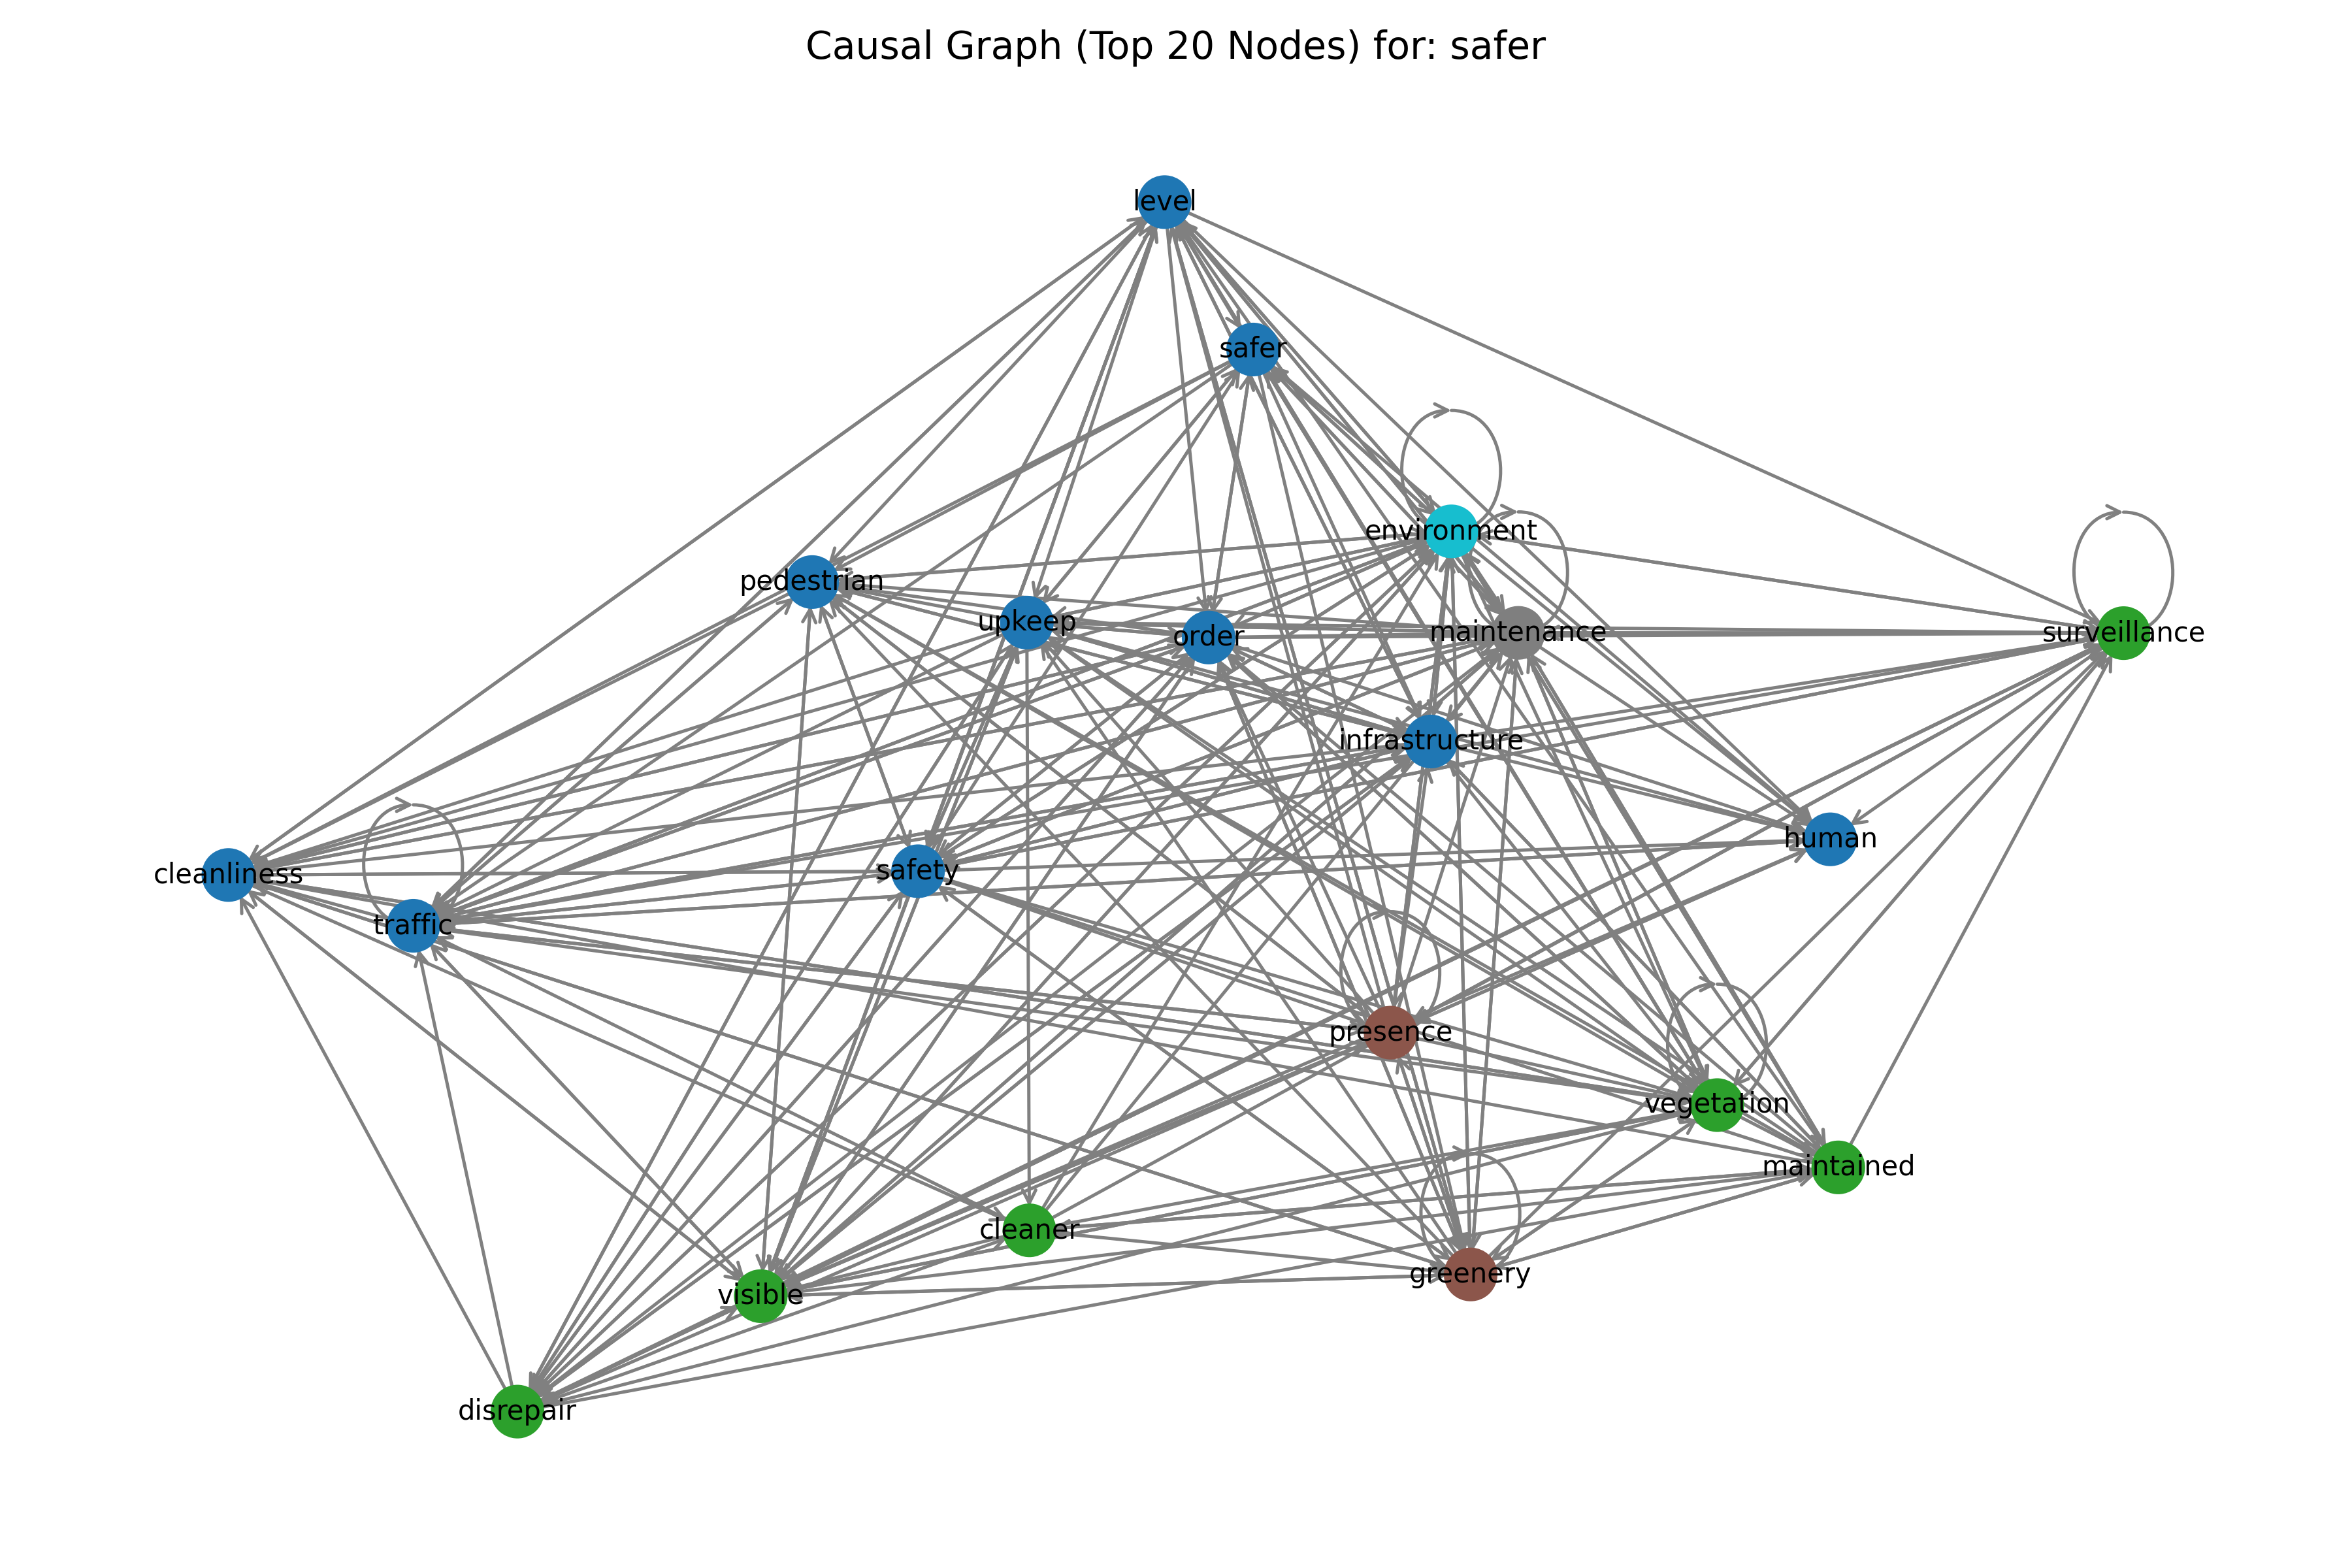 Causal Graph (Top 20 Nodes) for: safer
level
safer
environment
pedestrian
upkeep
order
maintenance
surveillance
infrastructure
human
cleanliness
safety
traffic
presence
vegetation
maintained
cleaner
greenery
visible
disrepair